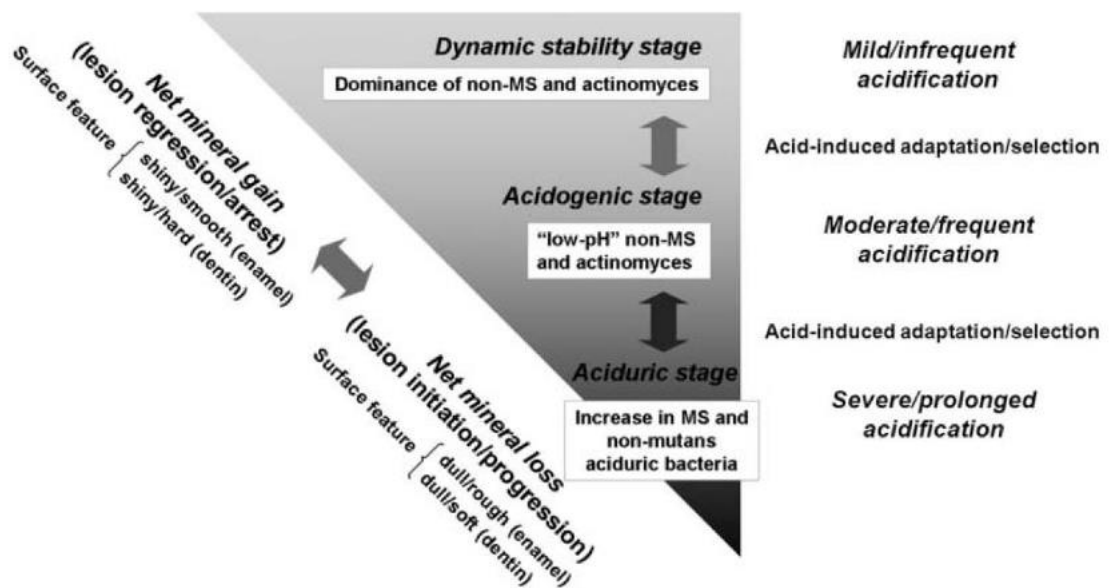 Dynamic stability stage
Dominance of non-MS and actinomyces
Acidogenic stage
“low-pH” non-MS
and actinomyces
Aciduric stage
Increase in MS and
non-mutans
aciduric bacteria
Mild/infrequent
acidification
Acid-induced adaptation/selection
Moderate/frequent
acidification
Acid-induced adaptation/selection
Severe/prolonged
acidification
Net mineral gain
(lesion regression/arrest)
Surface feature
shiny/smooth (enamel)
shiny/hard (dentin)
Net mineral loss
(lesion initiation/progression)
Surface feature
dull/rough (enamel)
dull/soft (dentin)